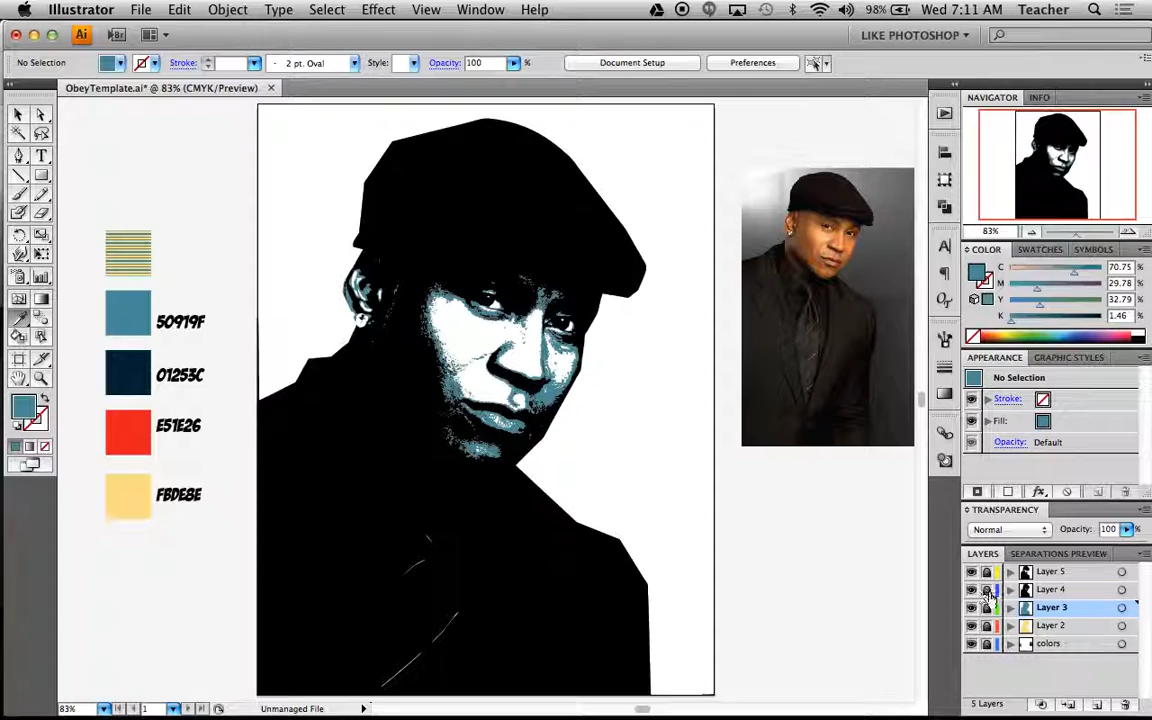 Illustrator File Edit Object Type Select Effect View Window Help 98% Wed 7:11 AM Teacher
Ai Br LIKE PHOTOSHOP
No Selection Stroke: 2 pt. Oval Style: Opacity: 100 % Document Setup Preferences
ObeyTemplate.ai* @ 83% (CMYK/Preview)
NAVIGATOR INFO
83%
COLOR SWATCHES SYMBOLS
C 70.75 %
M 29.78 %
Y 32.79 %
K 1.46 %
50919F
01253C
E51E26
FBDE8E
APPEARANCE GRAPHIC STYLES
No Selection
Stroke:
Fill:
Opacity: Default
TRANSPARENCY
Normal Opacity: 100 %
LAYERS SEPARATIONS PREVIEW
Layer 5
Layer 4
Layer 3
Layer 2
colors
5 Layers
83% 1 Unmanaged File